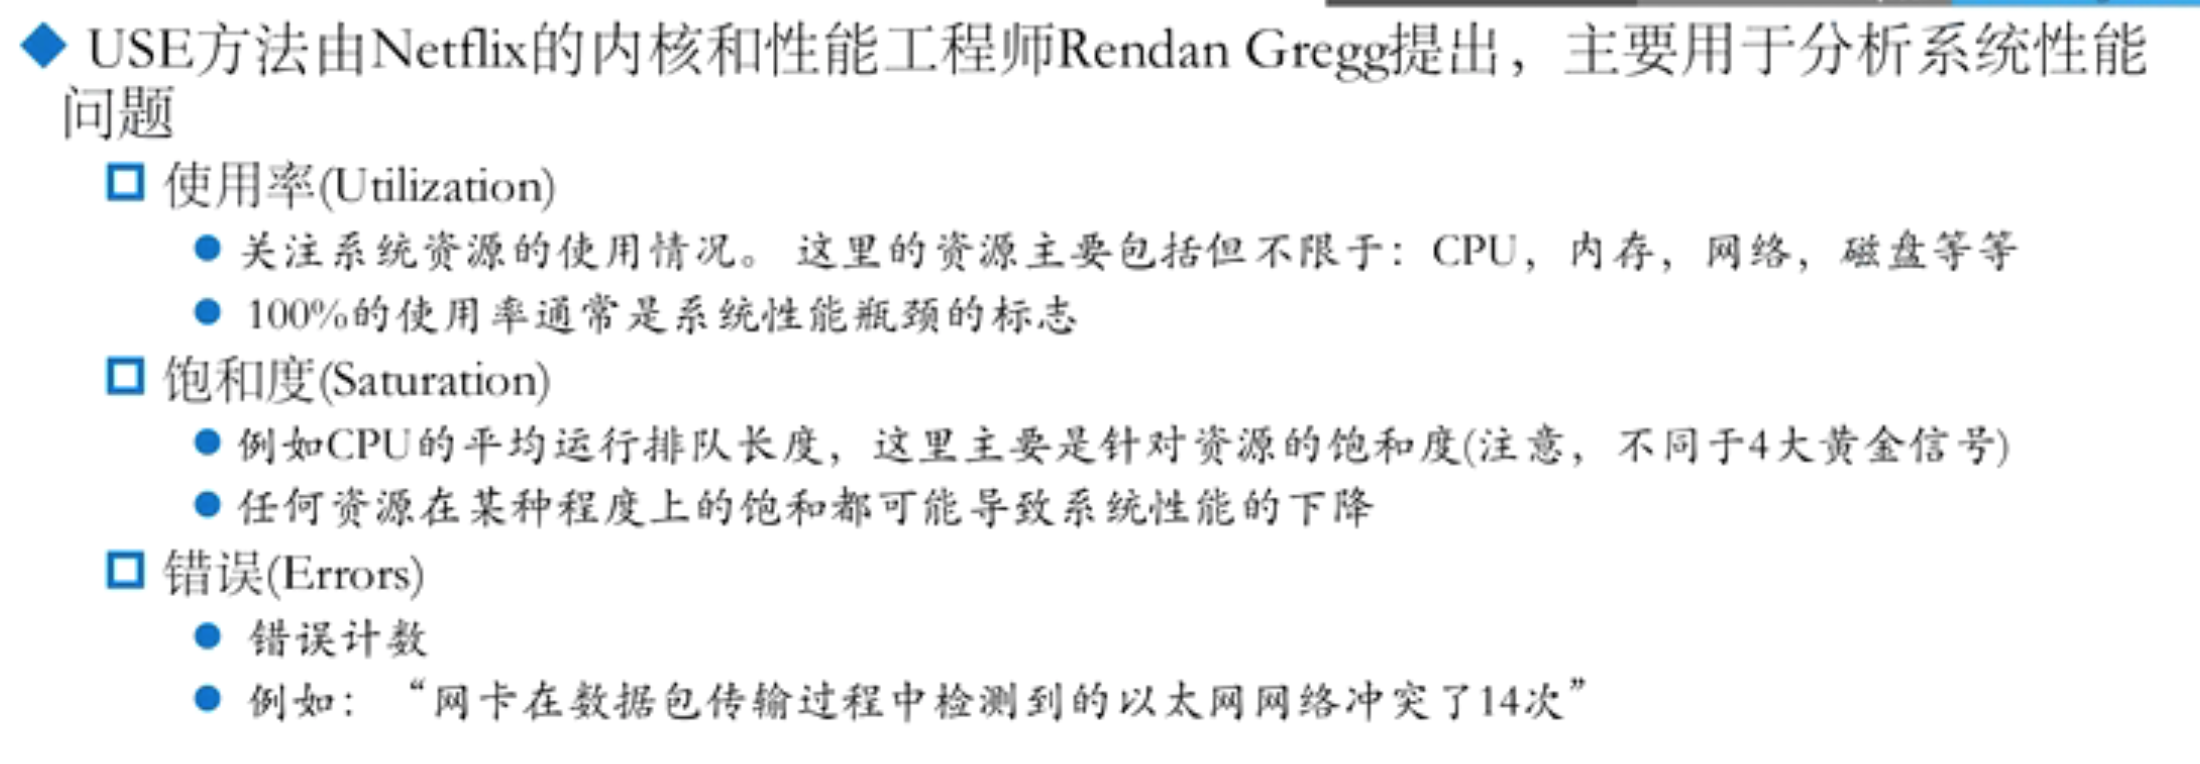 USE方法由Netflix的内核和性能工程师Rendan Gregg提出，主要用于分析系统性能
问题
使用率(Utilization)
关注系统资源的使用情况。 这里的资源主要包括但不限于：CPU，内存，网络，磁盘等等
100%的使用率通常是系统性能瓶颈的标志
饱和度(Saturation)
例如CPU的平均运行排队长度，这里主要是针对资源的饱和度(注意，不同于4大黄金信号)
任何资源在某种程度上的饱和都可能导致系统性能的下降
错误(Errors)
错误计数
例如：“网卡在数据包传输过程中检测到的以太网网络冲突了14次”